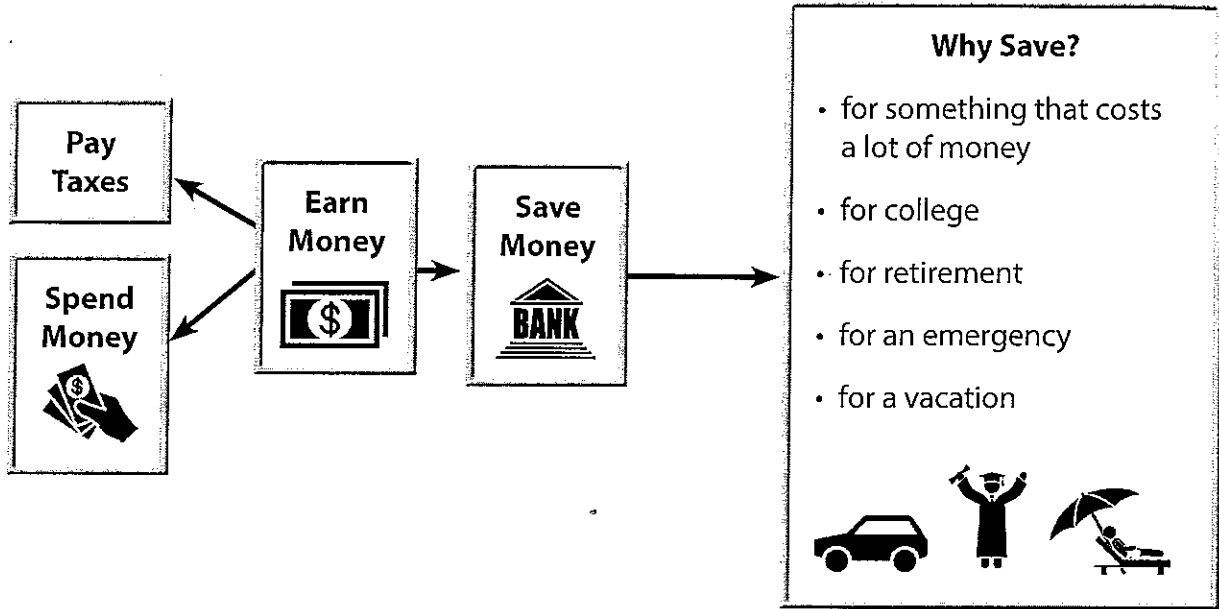 Pay
Taxes
Spend
Money
$
Earn
Money
$
Save
Money
BANK
Why Save?
• for something that costs
a lot of money
• for college
• for retirement
• for an emergency
• for a vacation